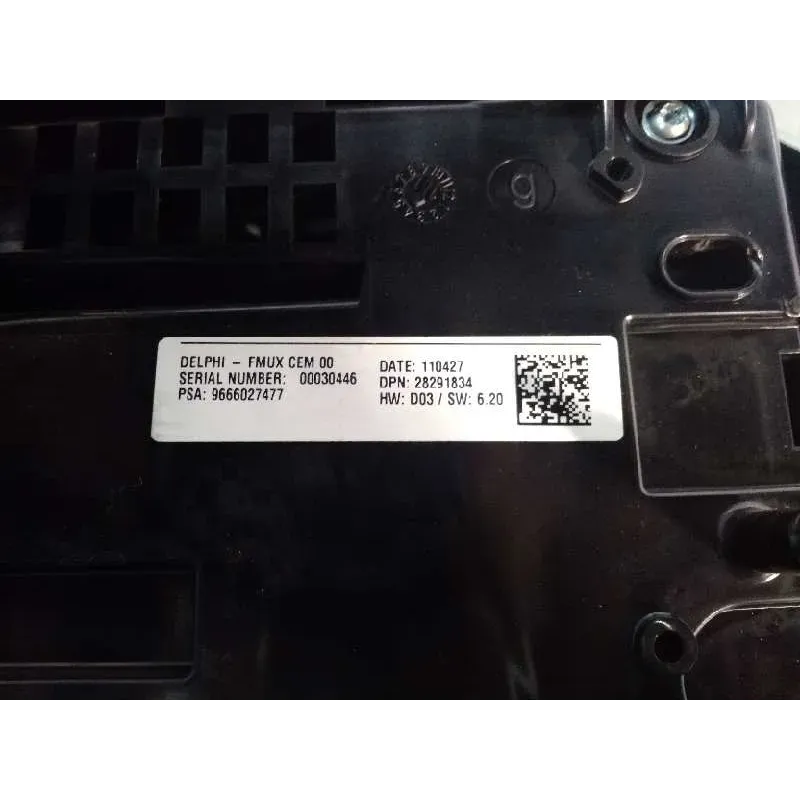 g
DELPHI - FMUX CEM 00
SERIAL NUMBER: 00030446
PSA: 9666027477
DATE: 110427
DPN: 28291834
HW: D03 / SW: 6.20